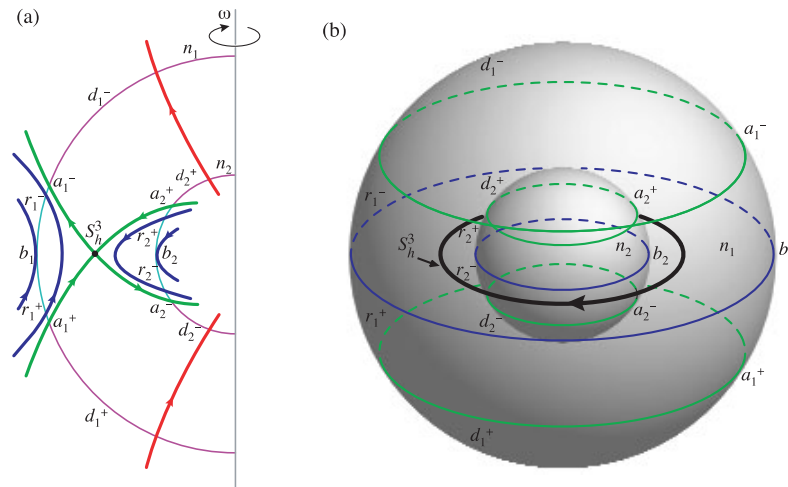 (a)
ω
n₁
d₁⁻
n₂
d₂⁺
a₁⁻
a₂⁺
r₁⁻
S³ₕ
r₂⁺
b₁
b₂
r₂⁻
r₁⁺
a₁⁺
a₂⁻
d₂⁻
d₁⁺
(b)
d₁⁻
a₁⁻
d₂⁺
a₂⁺
r₁⁻
r₂⁺
S³ₕ
n₂
b₂
n₁
b
r₂⁻
r₁⁺
d₂⁻
a₂⁻
a₁⁺
d₁⁺